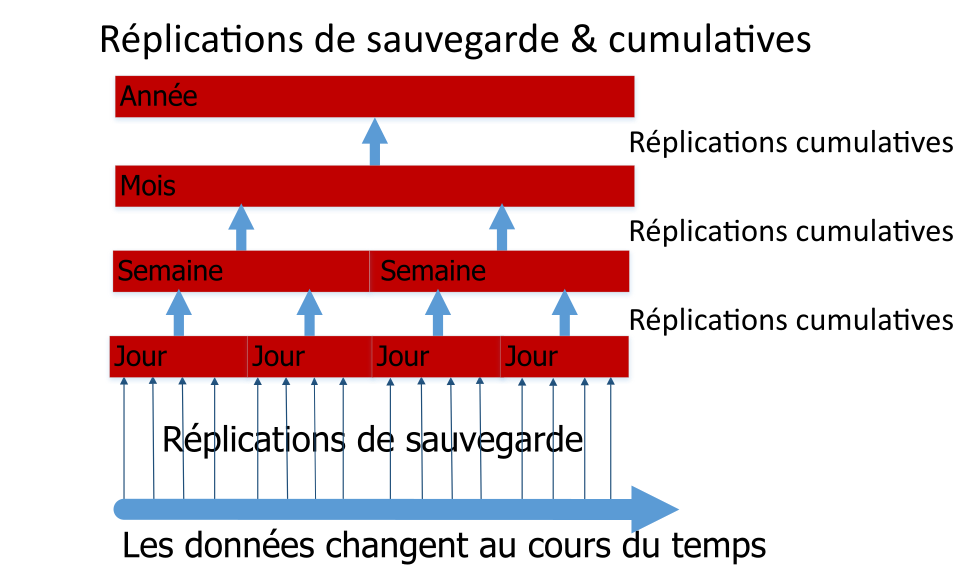 Réplications de sauvegarde & cumulatives
Année
Réplications cumulatives
Mois
Réplications cumulatives
Semaine Semaine
Réplications cumulatives
Jour Jour Jour Jour
Réplications de sauvegarde
Les données changent au cours du temps